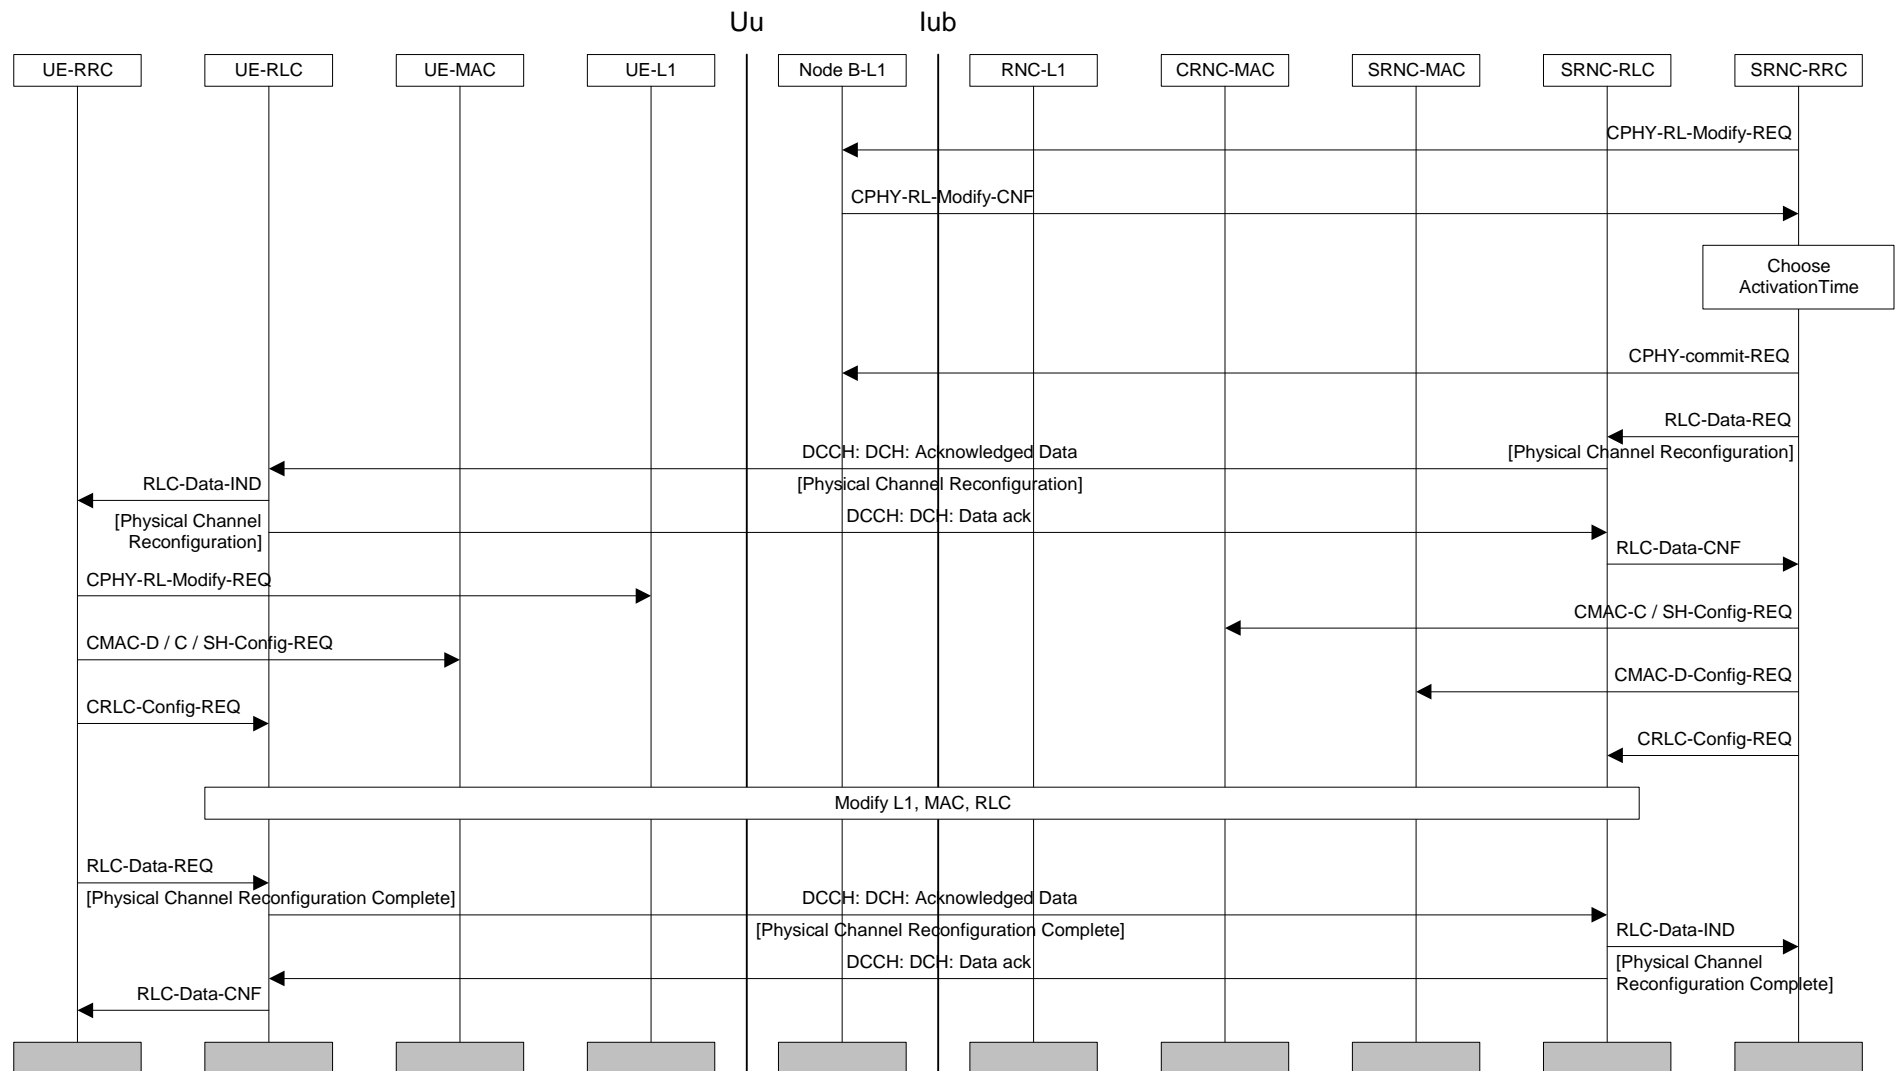 Uu
Iub
UE-RRC
UE-RLC
UE-MAC
UE-L1
Node B-L1
RNC-L1
CRNC-MAC
SRNC-MAC
SRNC-RLC
SRNC-RRC
CPHY-RL-Modify-REQ
CPHY-RL-Modify-CNF
Choose
ActivationTime
CPHY-commit-REQ
RLC-Data-REQ
DCCH: DCH: Acknowledged Data
[Physical Channel Reconfiguration]
RLC-Data-IND
[Physical Channel Reconfiguration]
[Physical Channel
Reconfiguration]
DCCH: DCH: Data ack
RLC-Data-CNF
CPHY-RL-Modify-REQ
CMAC-C / SH-Config-REQ
CMAC-D / C / SH-Config-REQ
CMAC-D-Config-REQ
CRLC-Config-REQ
CRLC-Config-REQ
Modify L1, MAC, RLC
RLC-Data-REQ
[Physical Channel Reconfiguration Complete]
DCCH: DCH: Acknowledged Data
[Physical Channel Reconfiguration Complete]
RLC-Data-IND
DCCH: DCH: Data ack
[Physical Channel
Reconfiguration Complete]
RLC-Data-CNF